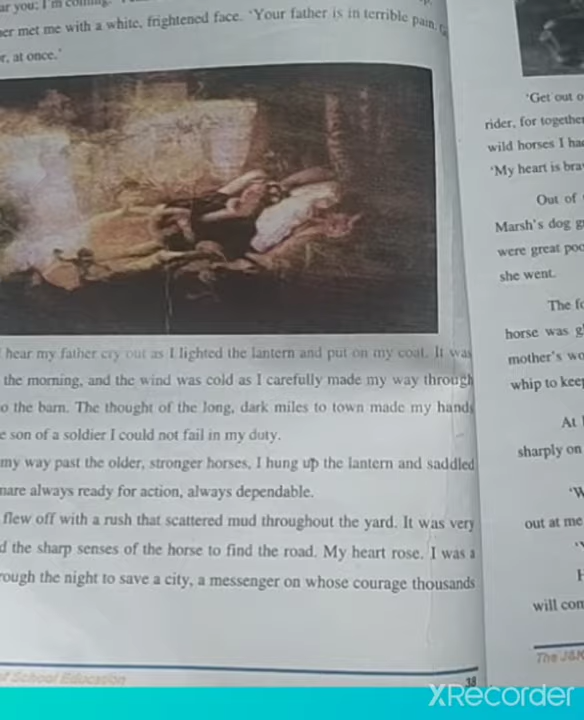 ar you; I'm coming.
er met me with a white, frightened face. 'Your father is in terrible pain.
r, at once.'
hear my father cry out as I lighted the lantern and put on my coat. It was
the morning, and the wind was cold as I carefully made my way through
o the barn. The thought of the long, dark miles to town made my hands
e son of a soldier I could not fail in my duty.
my way past the older, stronger horses, I hung up the lantern and saddled
mare always ready for action, always dependable.
flew off with a rush that scattered mud throughout the yard. It was very
d the sharp senses of the horse to find the road. My heart rose. I was a
rough the night to save a city, a messenger on whose courage thousands
of School Education
38
'Get out o
rider, for together
wild horses I had
'My heart is bra
Out of
Marsh's dog g
were great poo
she went.
The fo
horse was g
mother's wo
whip to keep
At
sharply on
'W
out at me
H
will com
The J&K
XRecorder